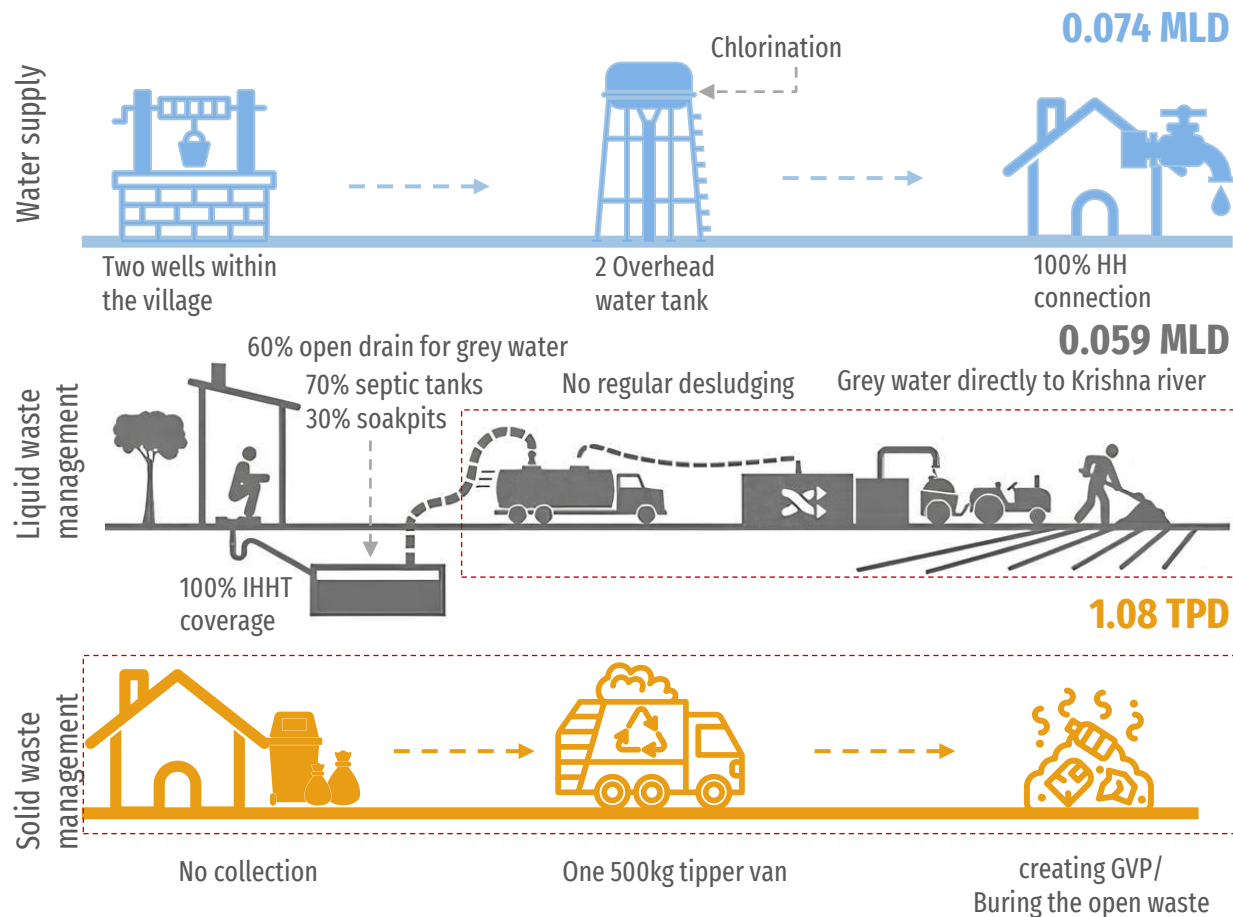 0.074 MLD
Chlorination
Water supply
Two wells within
the village
2 Overhead
water tank
100% HH
connection
0.059 MLD
60% open drain for grey water
70% septic tanks
30% soakpits
No regular desludging
Grey water directly to Krishna river
Liquid waste
management
100% IHHT
coverage
1.08 TPD
Solid waste
management
No collection
One 500kg tipper van
creating GVP/
Buring the open waste